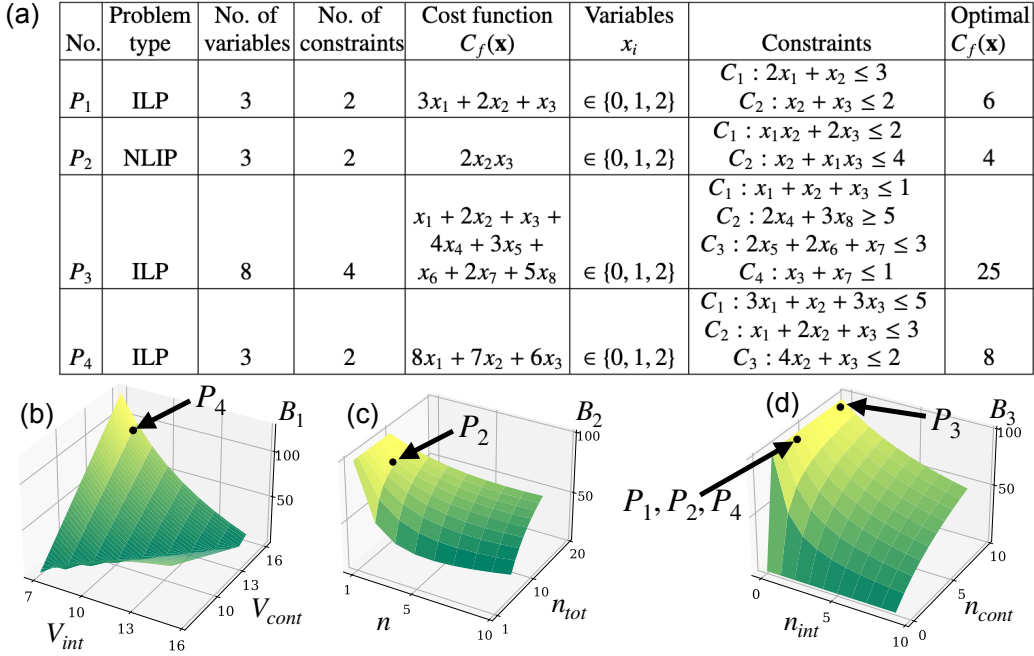 (a)
No. | Problem type | No. of variables | No. of constraints | Cost function C_f(x) | Variables x_i | Constraints | Optimal C_f(x)
P_1 | ILP | 3 | 2 | 3x_1 + 2x_2 + x_3 | ∈ {0, 1, 2} | C_1 : 2x_1 + x_2 ≤ 3 C_2 : x_2 + x_3 ≤ 2 | 6
P_2 | NLIP | 3 | 2 | 2x_2x_3 | ∈ {0, 1, 2} | C_1 : x_1x_2 + 2x_3 ≤ 2 C_2 : x_2 + x_1x_3 ≤ 4 | 4
P_3 | ILP | 8 | 4 | x_1 + 2x_2 + x_3 + 4x_4 + 3x_5 + x_6 + 2x_7 + 5x_8 | ∈ {0, 1, 2} | C_1 : x_1 + x_2 + x_3 ≤ 1 C_2 : 2x_4 + 3x_8 ≥ 5 C_3 : 2x_5 + 2x_6 + x_7 ≤ 3 C_4 : x_3 + x_7 ≤ 1 | 25
P_4 | ILP | 3 | 2 | 8x_1 + 7x_2 + 6x_3 | ∈ {0, 1, 2} | C_1 : 3x_1 + x_2 + 3x_3 ≤ 5 C_2 : x_1 + 2x_2 + x_3 ≤ 3 C_3 : 4x_2 + x_3 ≤ 2 | 8
(b)
P_4
B_1
100
50
7
10
13
16
V_int
10
13
16
V_cont
(c)
P_2
B_2
100
50
1
5
10
n
1
10
20
n_tot
(d)
P_3
B_3
P_1, P_2, P_4
100
50
0
5
10
n_int
0
5
10
n_cont